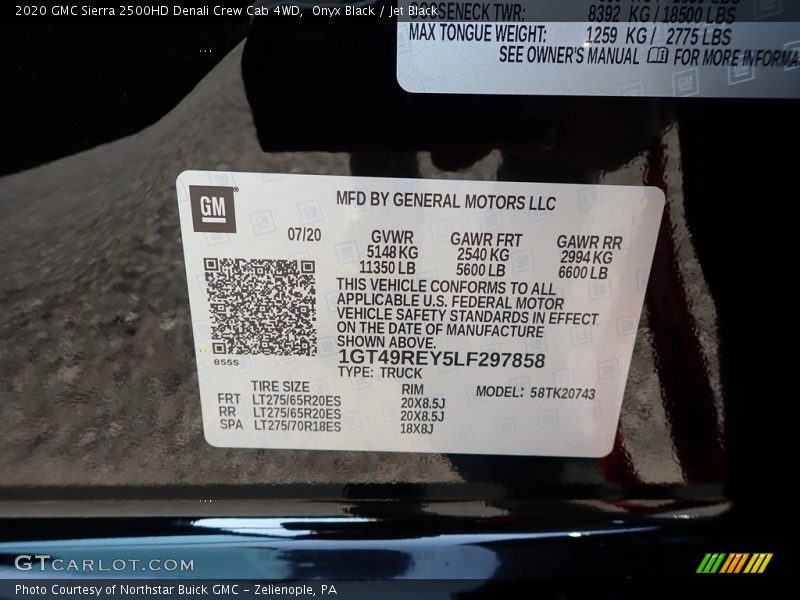 2020 GMC Sierra 2500HD Denali Crew Cab 4WD, Onyx Black / Jet Black
TWR: 8392 KG / 18500 LBS
MAX TONGUE WEIGHT: 1259 KG / 2775 LBS
SEE OWNER'S MANUAL FOR MORE INFORMA
GM
MFD BY GENERAL MOTORS LLC
07/20
GVWR GAWR FRT GAWR RR
5148 KG 2540 KG 2994 KG
11350 LB 5600 LB 6600 LB
THIS VEHICLE CONFORMS TO ALL
APPLICABLE U.S. FEDERAL MOTOR
VEHICLE SAFETY STANDARDS IN EFFECT
ON THE DATE OF MANUFACTURE
SHOWN ABOVE.
8555
1GT49REY5LF297858
TYPE: TRUCK
TIRE SIZE RIM MODEL: 58TK20743
FRT LT275/65R20ES 20X8.5J
RR LT275/65R20ES 20X8.5J
SPA LT275/70R18ES 18X8J
GTCARLOT.COM
Photo Courtesy of Northstar Buick GMC - Zelienople, PA